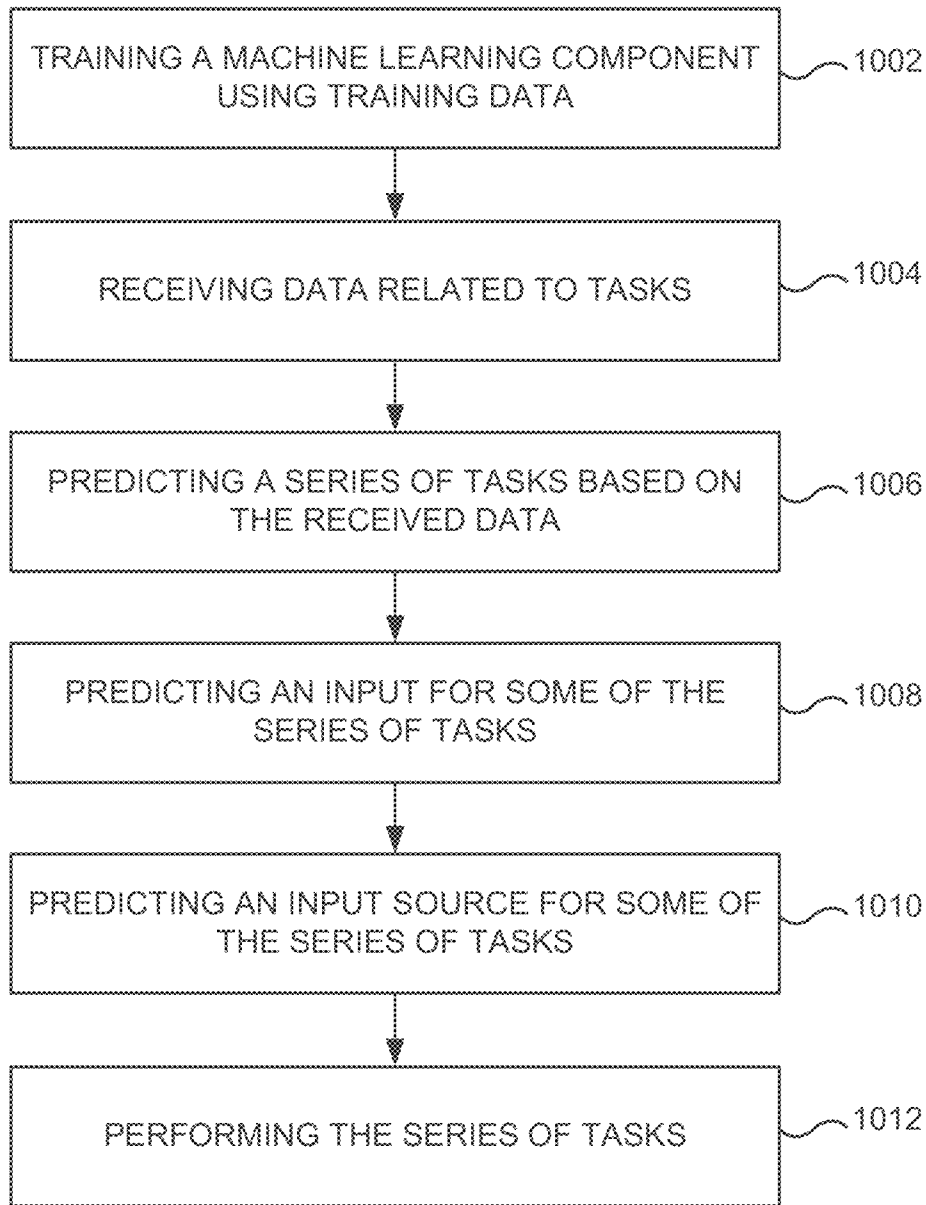 TRAINING A MACHINE LEARNING COMPONENT
USING TRAINING DATA
1002
RECEIVING DATA RELATED TO TASKS
1004
PREDICTING A SERIES OF TASKS BASED ON
THE RECEIVED DATA
1006
PREDICTING AN INPUT FOR SOME OF THE
SERIES OF TASKS
1008
PREDICTING AN INPUT SOURCE FOR SOME OF
THE SERIES OF TASKS
1010
PERFORMING THE SERIES OF TASKS
1012